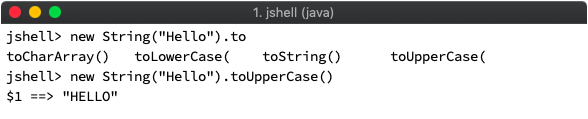 1. jshell (java)
jshell> new String("Hello").to
toCharArray()   toLowerCase(    toString()      toUpperCase(
jshell> new String("Hello").toUpperCase()
$1 ==> "HELLO"